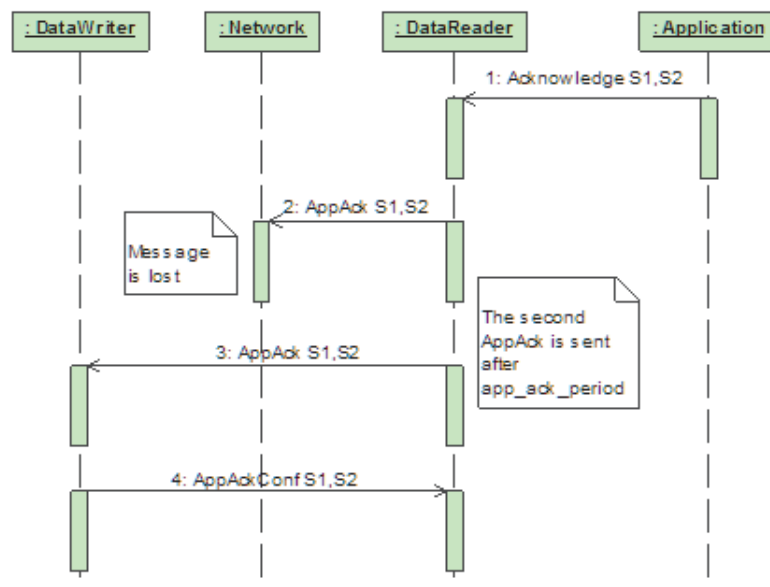 : DataWriter
: Network
: DataReader
: Application
1: Acknowledge S1,S2
2: AppAck S1,S2
Message
is lost
The second
AppAck is sent
after
app_ack_period
3: AppAck S1,S2
4: AppAckConf S1,S2